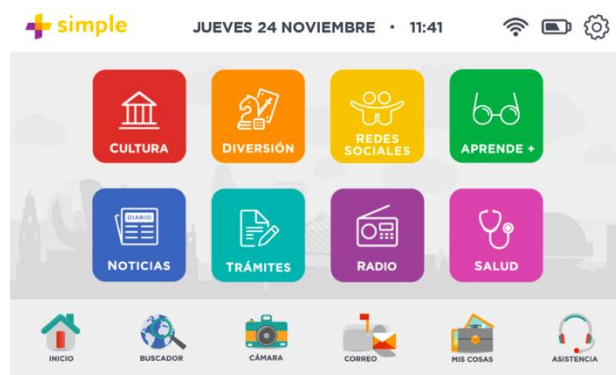 simple
JUEVES 24 NOVIEMBRE · 11:41
CULTURA
DIVERSIÓN
REDES
SOCIALES
APRENDE +
DIARIO
NOTICIAS
TRÁMITES
RADIO
SALUD
INICIO
BUSCADOR
CÁMARA
CORREO
MIS COSAS
ASISTENCIA